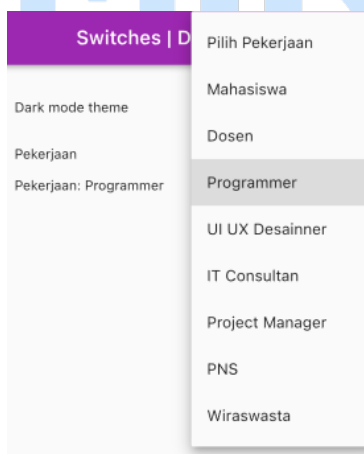 Switches | D
Dark mode theme
Pekerjaan
Pekerjaan: Programmer
Pilih Pekerjaan
Mahasiswa
Dosen
Programmer
UI UX Desainner
IT Consultan
Project Manager
PNS
Wiraswasta